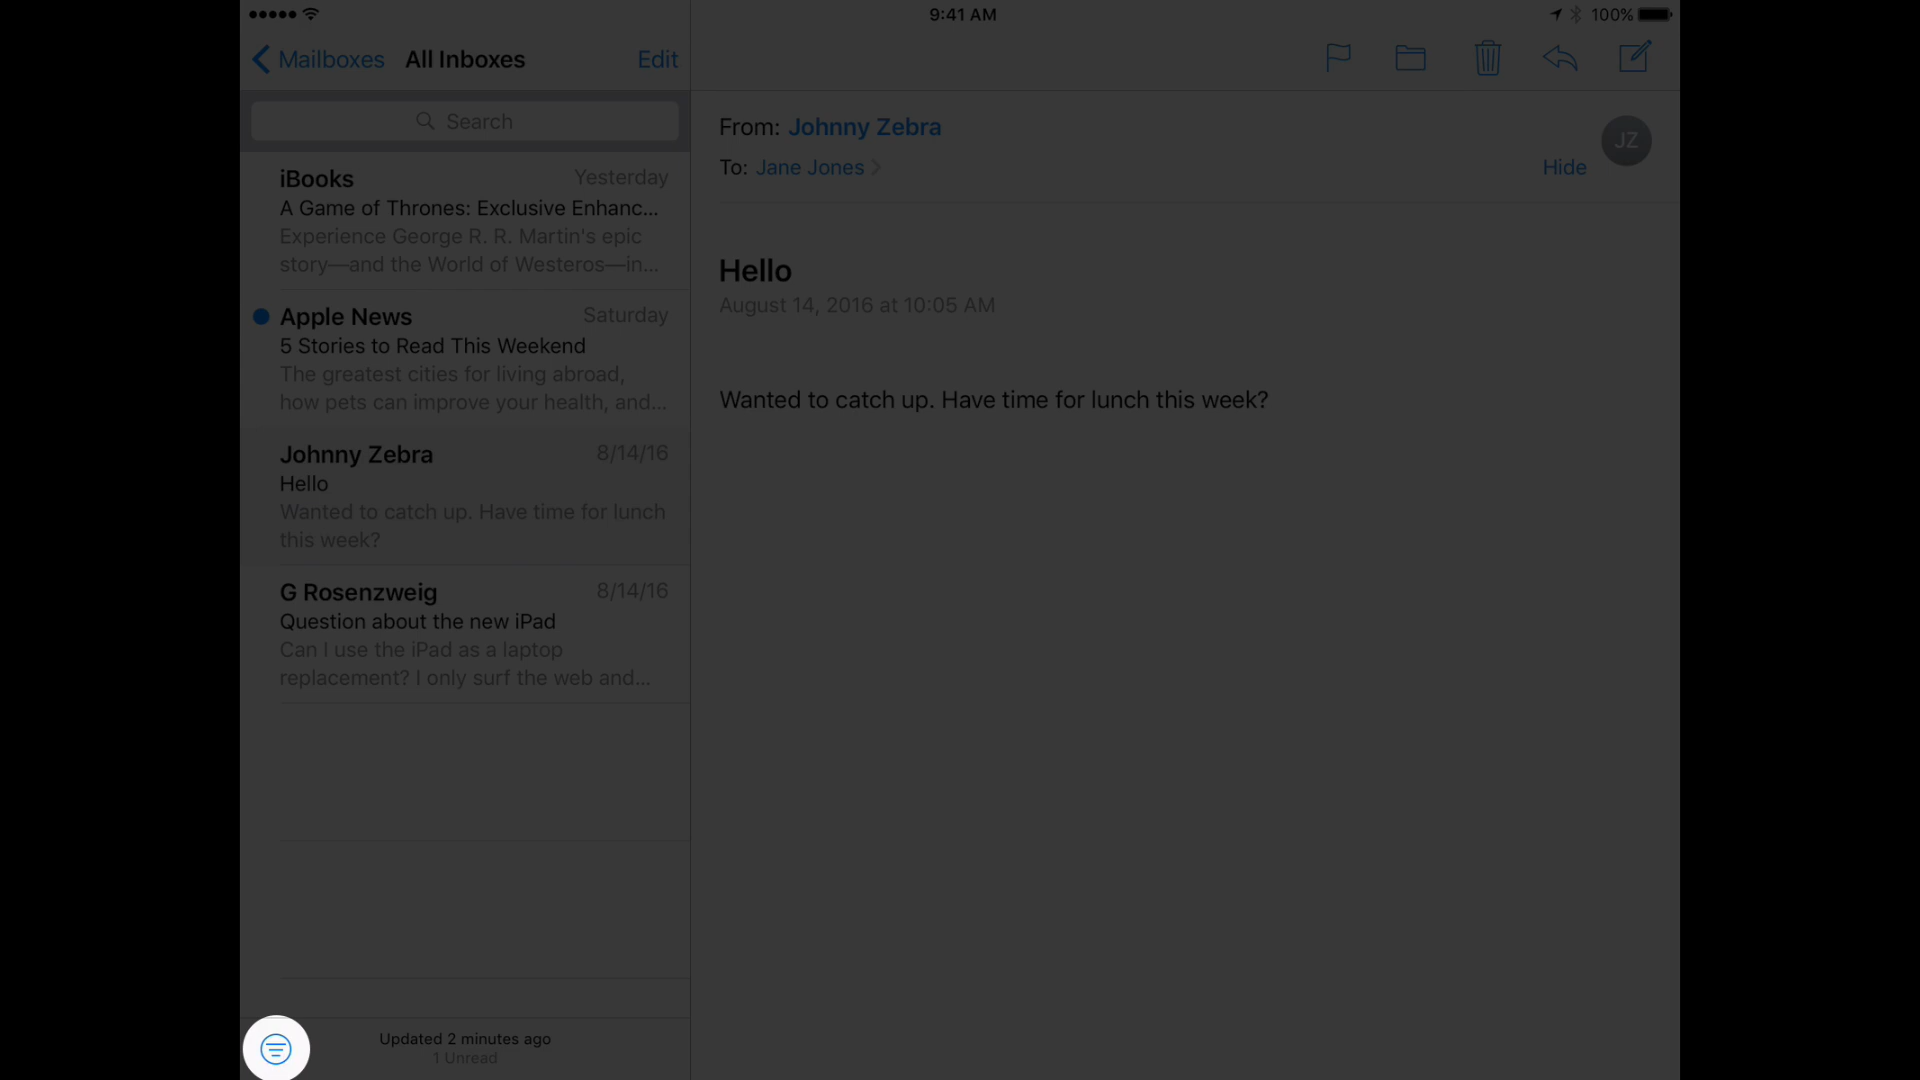 9:41 AM
100%
Mailboxes
All Inboxes
Edit
Search
iBooks
Yesterday
A Game of Thrones: Exclusive Enhanc...
Experience George R. R. Martin's epic
story—and the World of Westeros—in...
Apple News
Saturday
5 Stories to Read This Weekend
The greatest cities for living abroad,
how pets can improve your health, and...
Johnny Zebra
8/14/16
Hello
Wanted to catch up. Have time for lunch
this week?
G Rosenzweig
8/14/16
Question about the new iPad
Can I use the iPad as a laptop
replacement? I only surf the web and...
Updated 2 minutes ago
1 Unread
From: Johnny Zebra
JZ
To: Jane Jones
Hide
Hello
August 14, 2016 at 10:05 AM
Wanted to catch up. Have time for lunch this week?